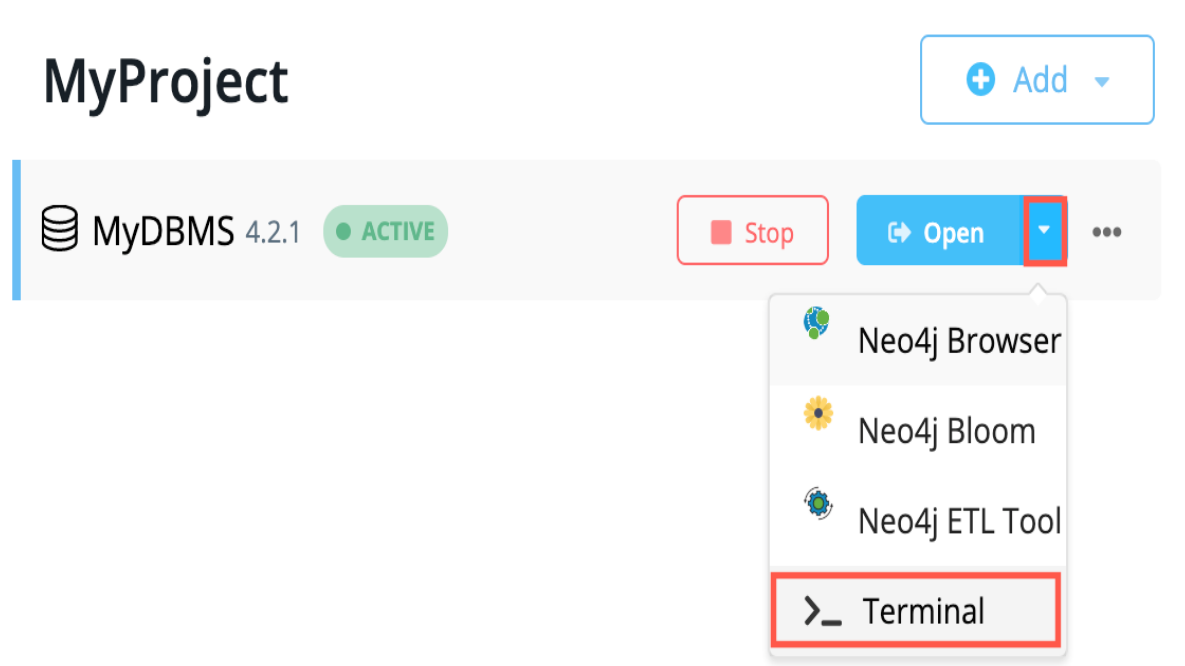 MyProject
Add
MyDBMS 4.2.1 ACTIVE Stop Open
Neo4j Browser
Neo4j Bloom
Neo4j ETL Tool
Terminal